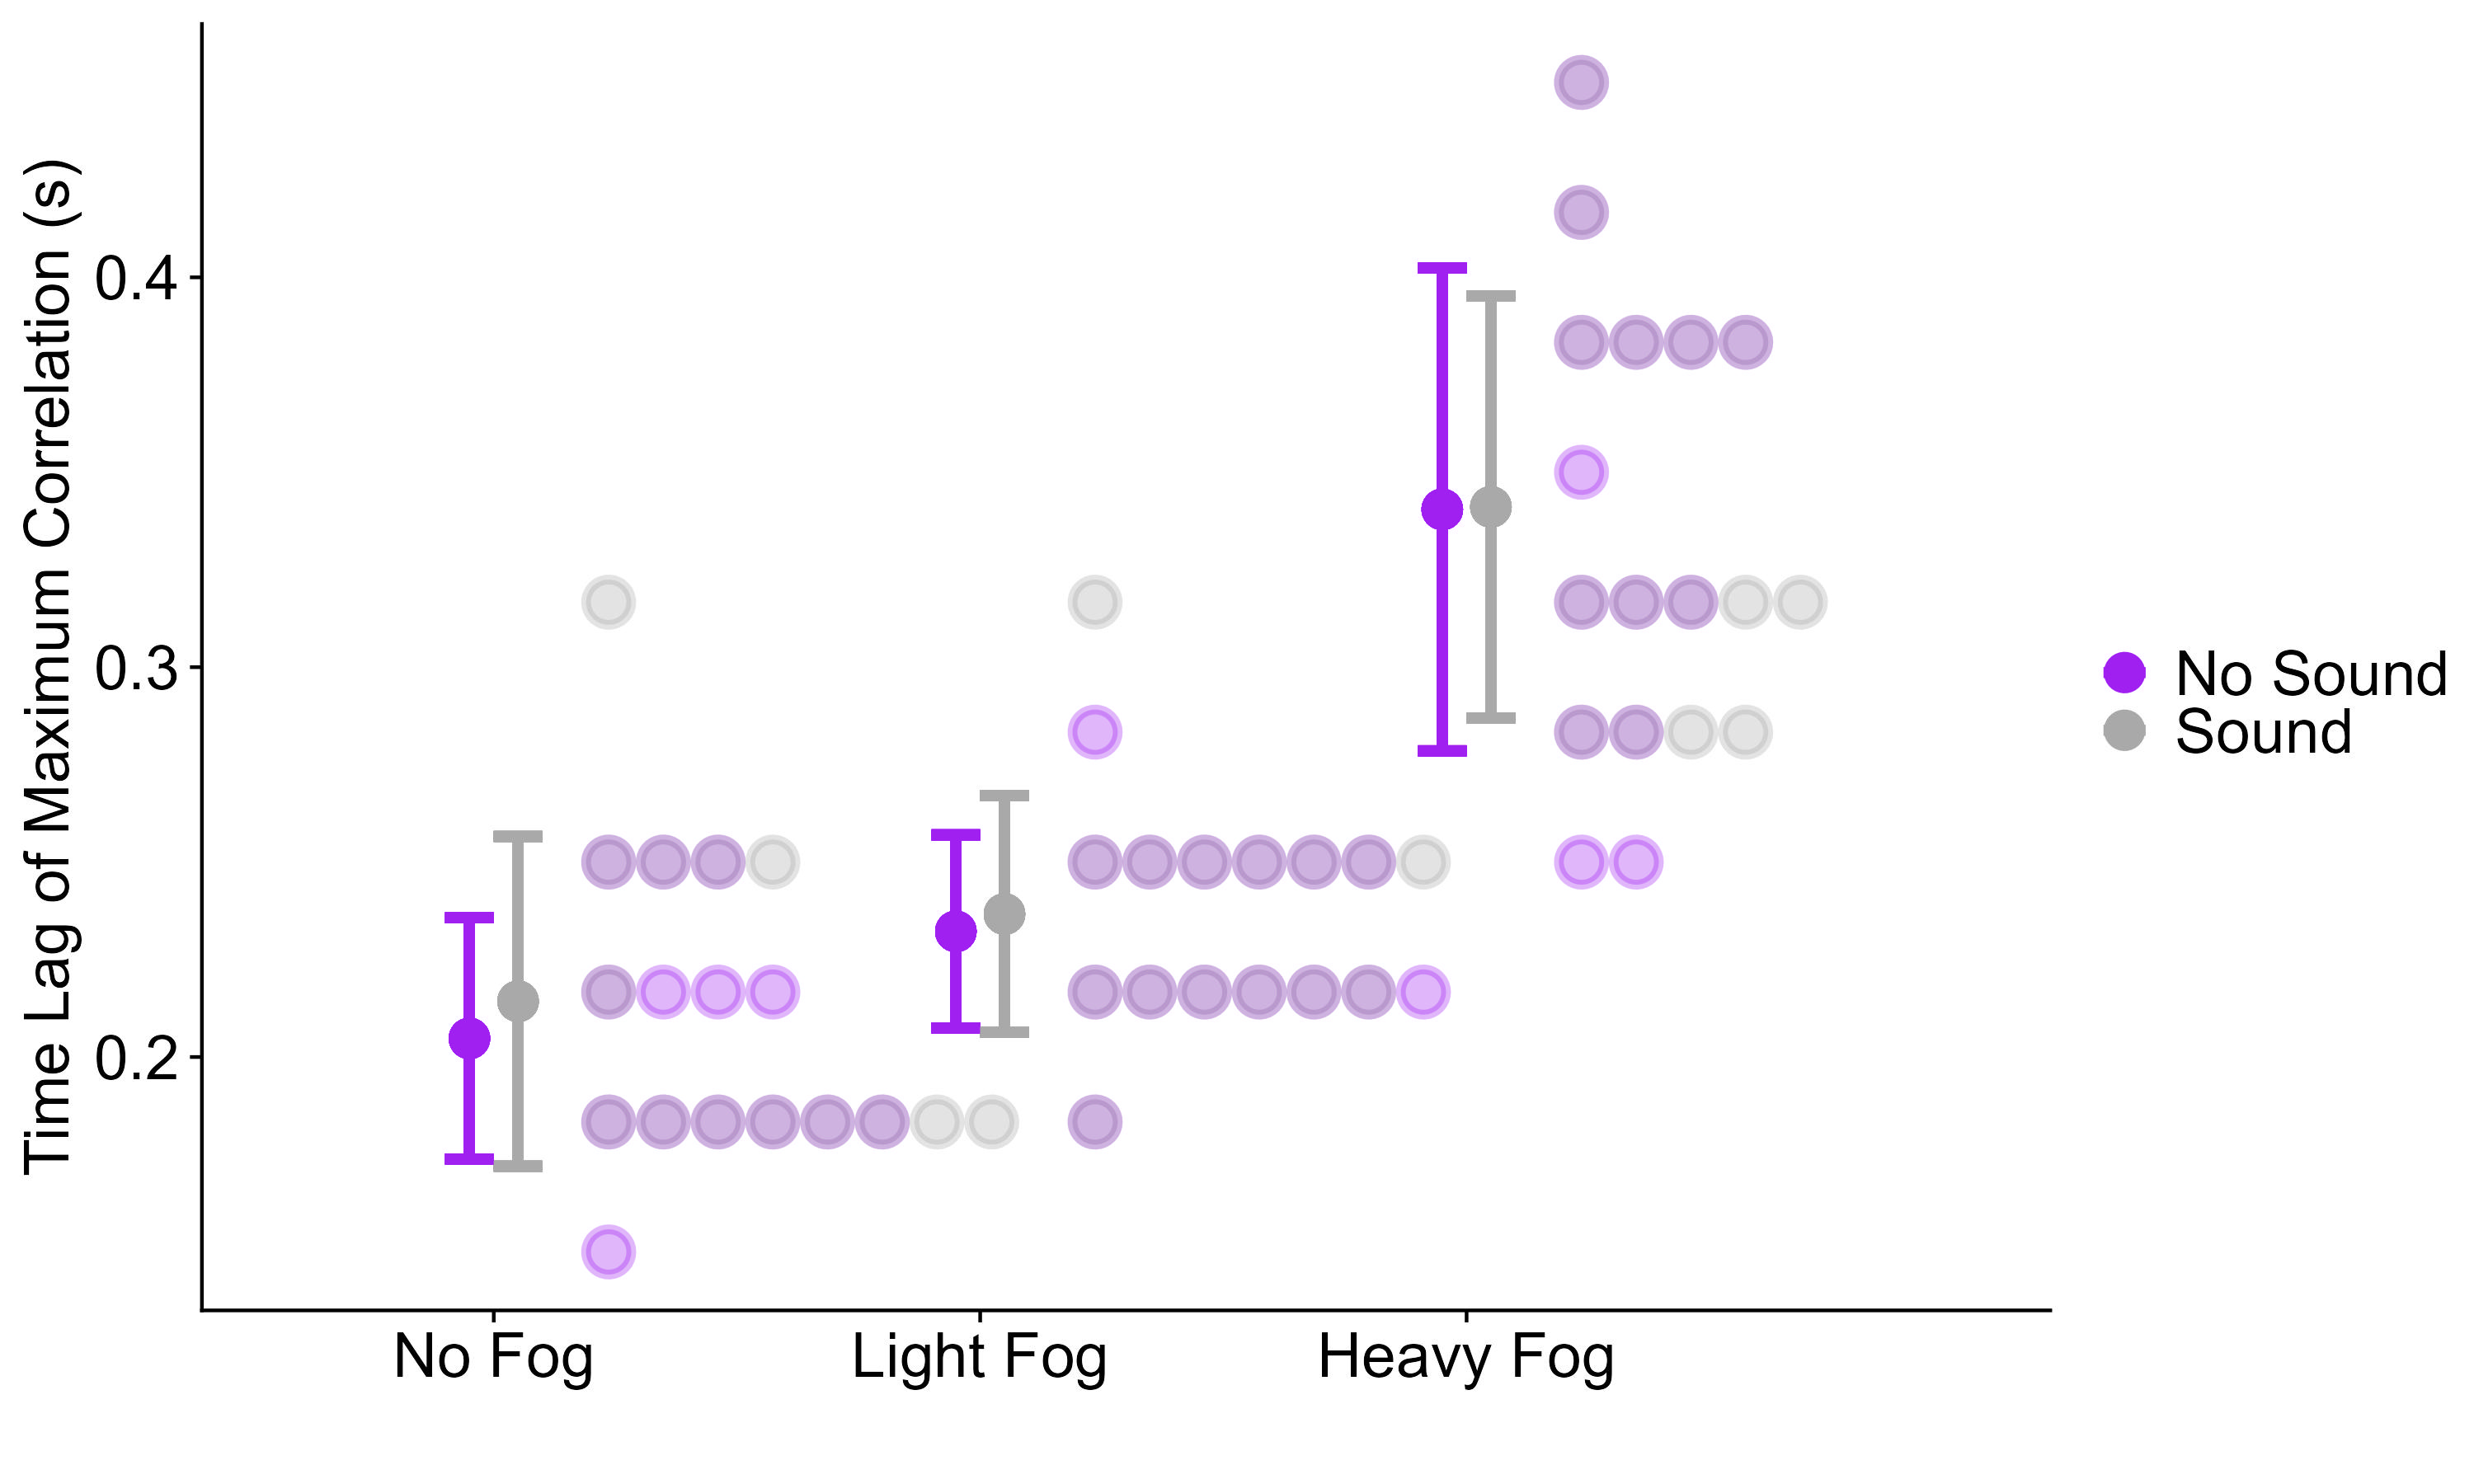 Time Lag of Maximum Correlation (s)
0.4
0.3
0.2
No Fog
Light Fog
Heavy Fog
No Sound
Sound